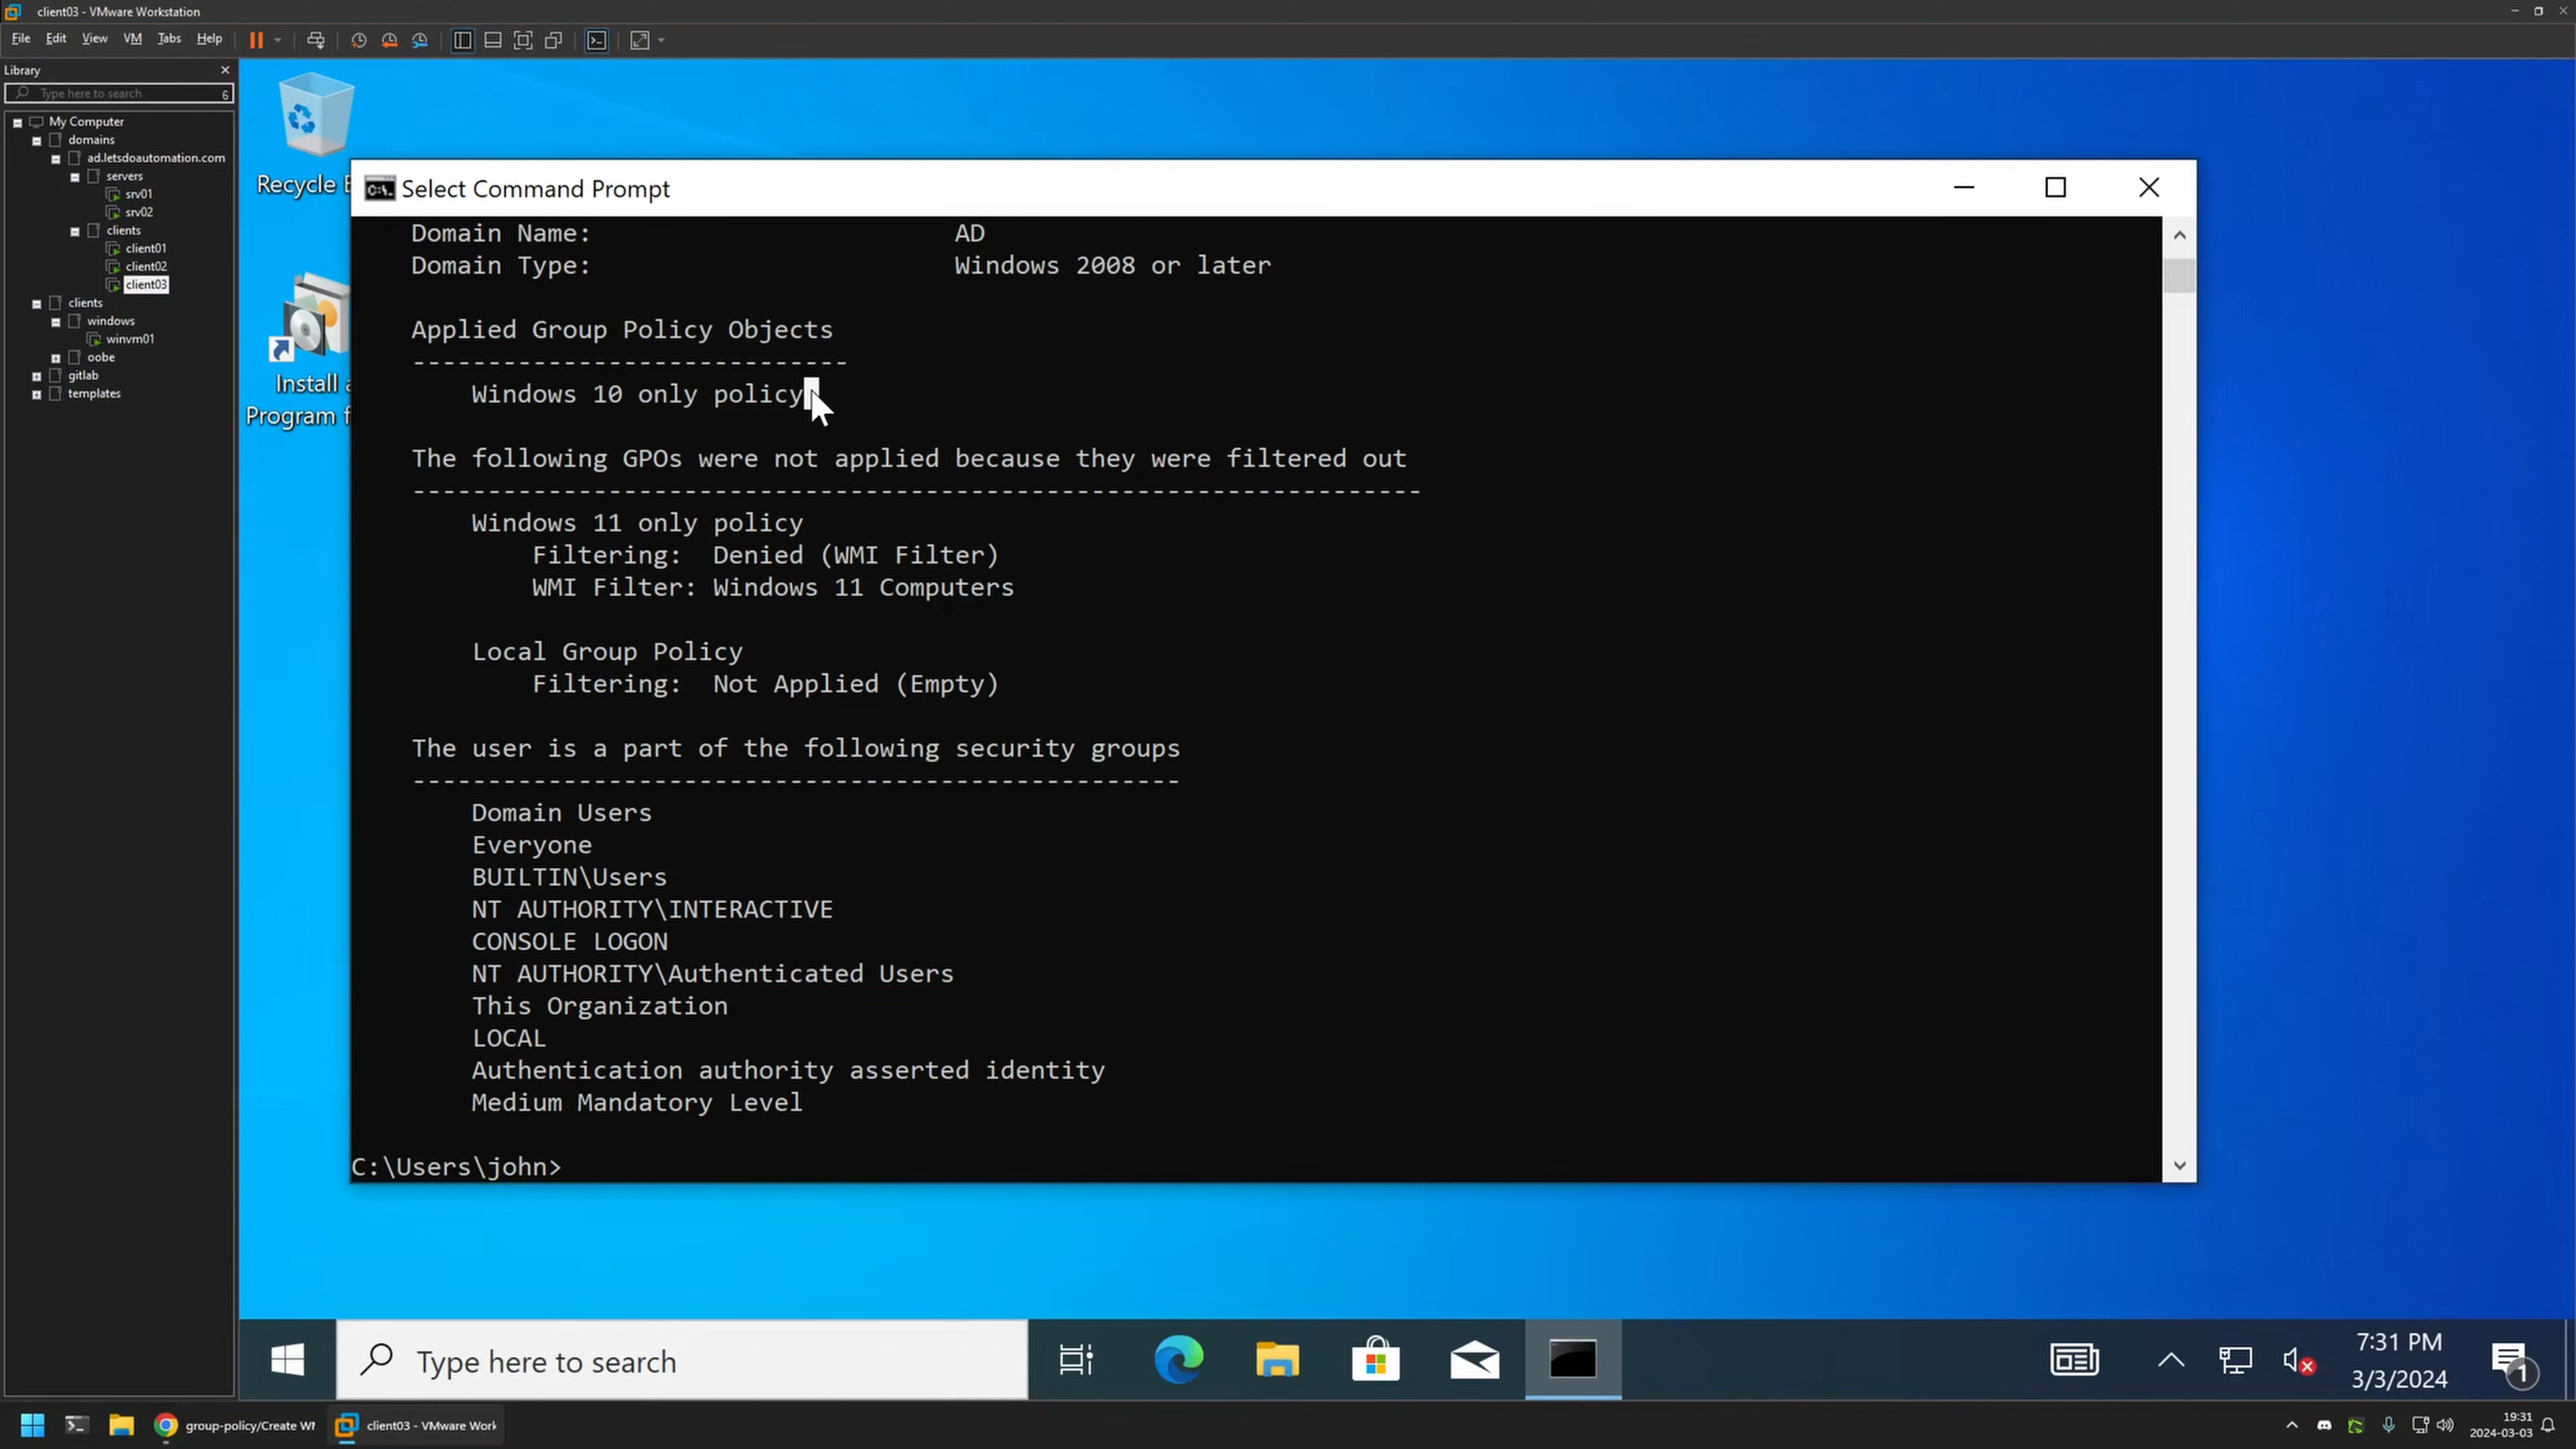 client03 - VMware Workstation
File Edit View VM Tabs Help
Library
Type here to search
6
My Computer
domains
ad.letsdoautomation.com
servers
srv01
srv02
clients
client01
client02
client03
clients
windows
winvm01
oobe
gitlab
templates
Recycle
Install
Program
Select Command Prompt
Domain Name: AD
Domain Type: Windows 2008 or later
Applied Group Policy Objects
-----------------------------
Windows 10 only policy
The following GPOs were not applied because they were filtered out
-------------------------------------------------------------------
Windows 11 only policy
Filtering: Denied (WMI Filter)
WMI Filter: Windows 11 Computers
Local Group Policy
Filtering: Not Applied (Empty)
The user is a part of the following security groups
---------------------------------------------------
Domain Users
Everyone
BUILTIN\Users
NT AUTHORITY\INTERACTIVE
CONSOLE LOGON
NT AUTHORITY\Authenticated Users
This Organization
LOCAL
Authentication authority asserted identity
Medium Mandatory Level
C:\Users\john>
Type here to search
7:31 PM
3/3/2024
1
group-policy/Create
client03 - VMware Work
19:31
2024-03-03